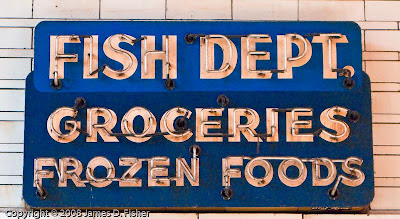 FISH DEPT.
GROCERIES
FROZEN FOODS
Copyright © 2008 James D. Fisher